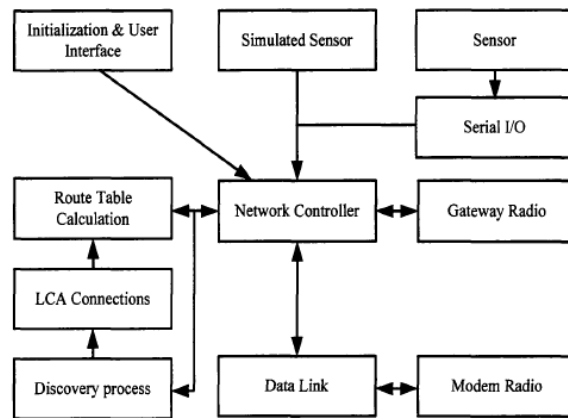 Initialization & User
Interface
Simulated Sensor
Sensor
Serial I/O
Route Table
Calculation
Network Controller
Gateway Radio
LCA Connections
Discovery process
Data Link
Modem Radio